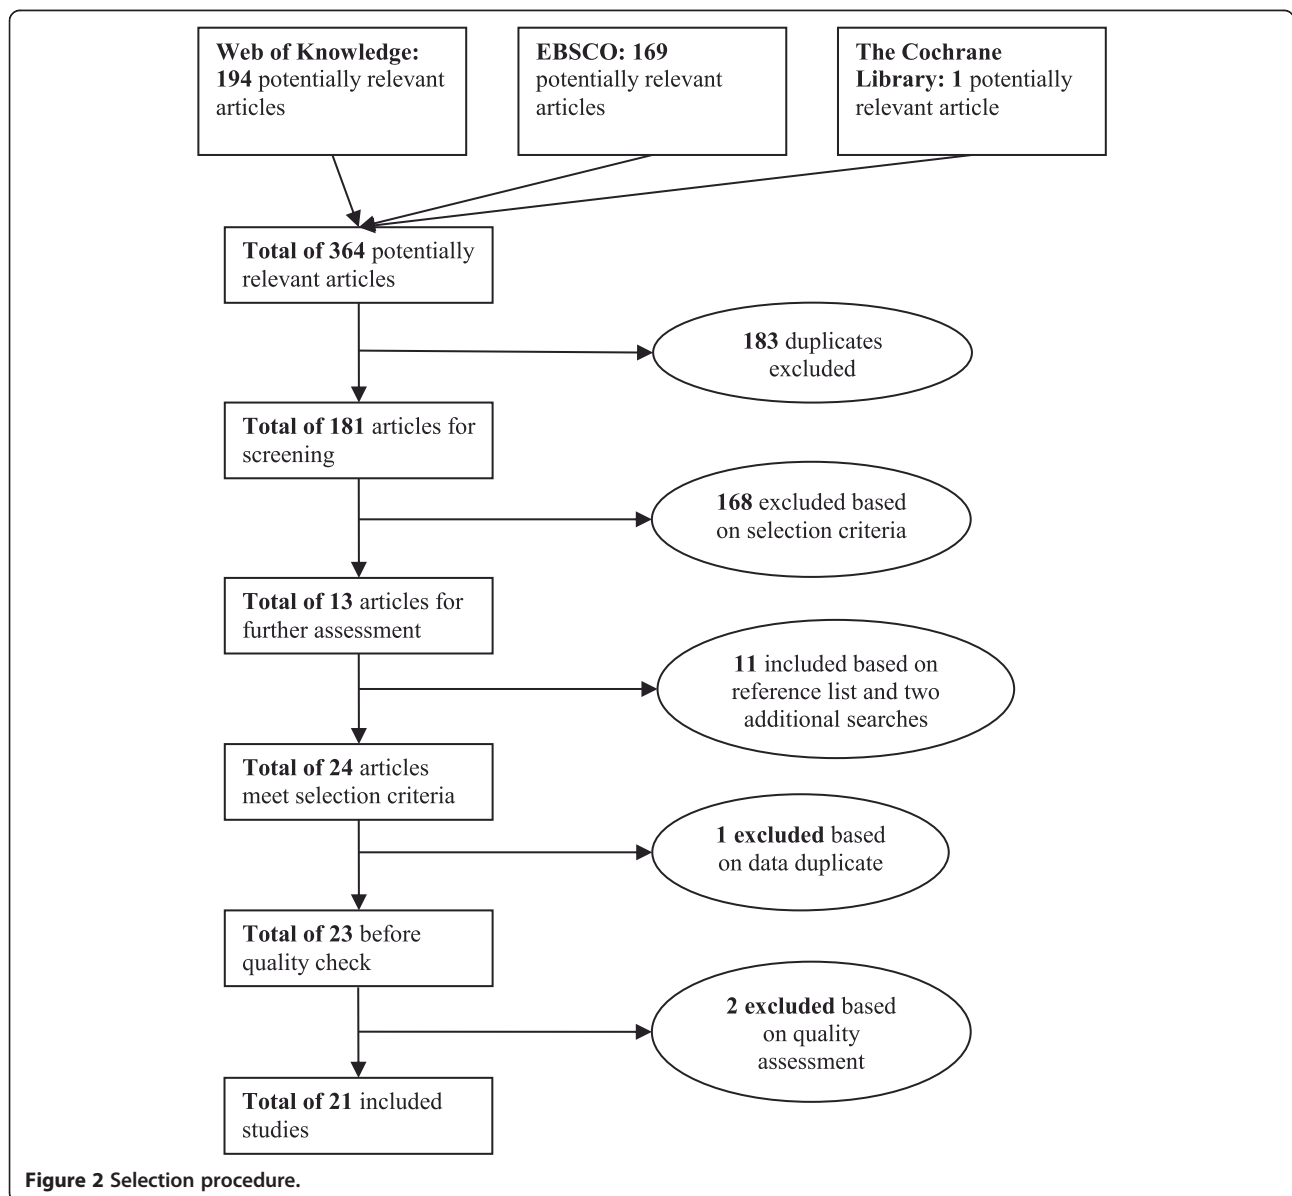 Web of Knowledge:
194 potentially relevant
articles
EBSCO: 169
potentially relevant
articles
The Cochrane
Library: 1 potentially
relevant article
Total of 364 potentially
relevant articles
183 duplicates
excluded
Total of 181 articles for
screening
168 excluded based
on selection criteria
Total of 13 articles for
further assessment
11 included based on
reference list and two
additional searches
Total of 24 articles
meet selection criteria
1 excluded based
on data duplicate
Total of 23 before
quality check
2 excluded based
on quality
assessment
Total of 21 included
studies
Figure 2 Selection procedure.